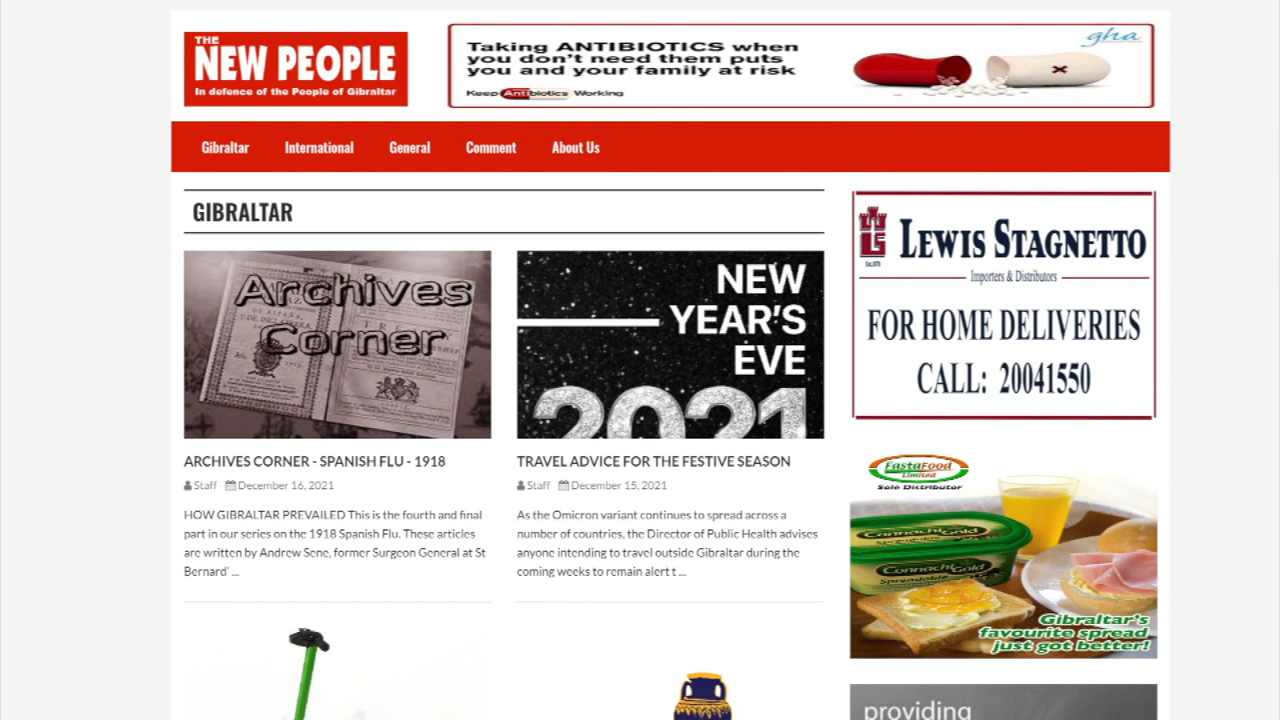 THE
NEW PEOPLE
In defence of the People of Gibraltar
Taking ANTIBIOTICS when
you don't need them puts
you and your family at risk
Keep Antibiotics Working
gha
Gibraltar
International
General
Comment
About Us
GIBRALTAR
Archives
Corner
ARCHIVES CORNER - SPANISH FLU - 1918
Staff December 16, 2021
HOW GIBRALTAR PREVAILED This is the fourth and final
part in our series on the 1918 Spanish Flu. These articles
are written by Andrew Sene, former Surgeon General at St
Bernard' ...
NEW
YEAR'S
EVE
2021
TRAVEL ADVICE FOR THE FESTIVE SEASON
Staff December 15, 2021
As the Omicron variant continues to spread across a
number of countries, the Director of Public Health advises
anyone intending to travel outside Gibraltar during the
coming weeks to remain alert t ...
LEWIS STAGNETTO
Importers & Distributors
FOR HOME DELIVERIES
CALL: 20041550
FastaFood
Limited
Sole Distributor
Connacht Gold
Spreadable
Connacht Gold
Spreadable
Gibraltar's
favourite spread
just got better!
providing